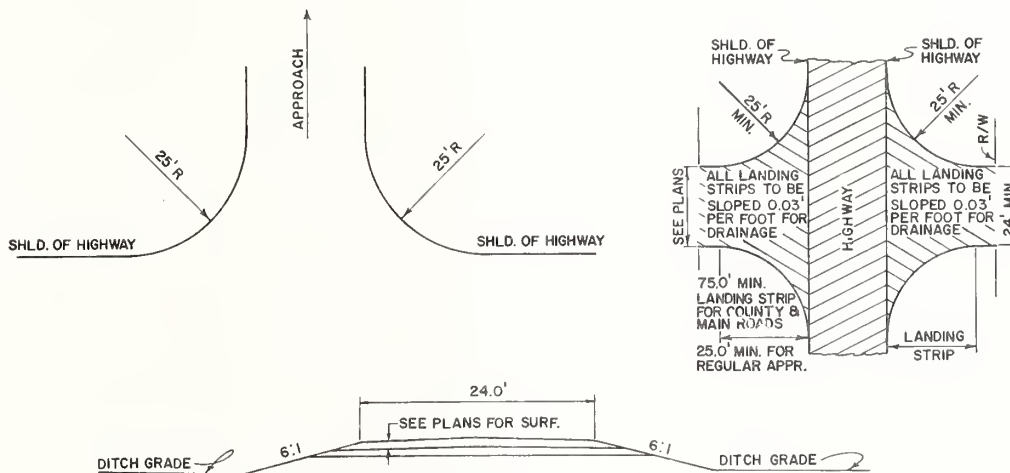 APPROACH
25' R
25' R
SHLD. OF HIGHWAY
SHLD. OF HIGHWAY
SHLD. OF
HIGHWAY
SHLD. OF
HIGHWAY
25' R
MIN.
25' R
MIN.
R/W
SEE PLANS
ALL LANDING
STRIPS TO BE
SLOPED 0.03'
PER FOOT FOR
DRAINAGE
HIGHWAY
ALL LANDING
STRIPS TO BE
SLOPED 0.03'
PER FOOT FOR
DRAINAGE
24' MIN.
75.0' MIN.
LANDING STRIP
FOR COUNTY &
MAIN ROADS
25.0' MIN. FOR
REGULAR APPR.
LANDING
STRIP
24.0'
SEE PLANS FOR SURF.
6:1
6:1
DITCH GRADE
DITCH GRADE